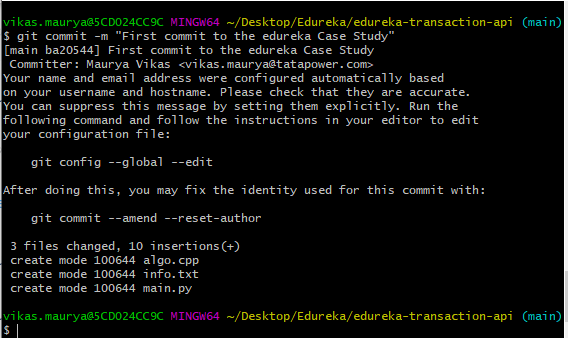 vikas.maurya@5CD024CC9C MINGW64 ~/Desktop/Edureka/edureka-transaction-api (main)
$ git commit -m "First commit to the edureka Case Study"
[main ba20544] First commit to the edureka Case Study
 Committer: Maurya Vikas <vikas.maurya@tatapower.com>
Your name and email address were configured automatically based
on your username and hostname. Please check that they are accurate.
You can suppress this message by setting them explicitly. Run the
following command and follow the instructions in your editor to edit
your configuration file:

    git config --global --edit

After doing this, you may fix the identity used for this commit with:

    git commit --amend --reset-author

 3 files changed, 10 insertions(+)
 create mode 100644 algo.cpp
 create mode 100644 info.txt
 create mode 100644 main.py

vikas.maurya@5CD024CC9C MINGW64 ~/Desktop/Edureka/edureka-transaction-api (main)
$